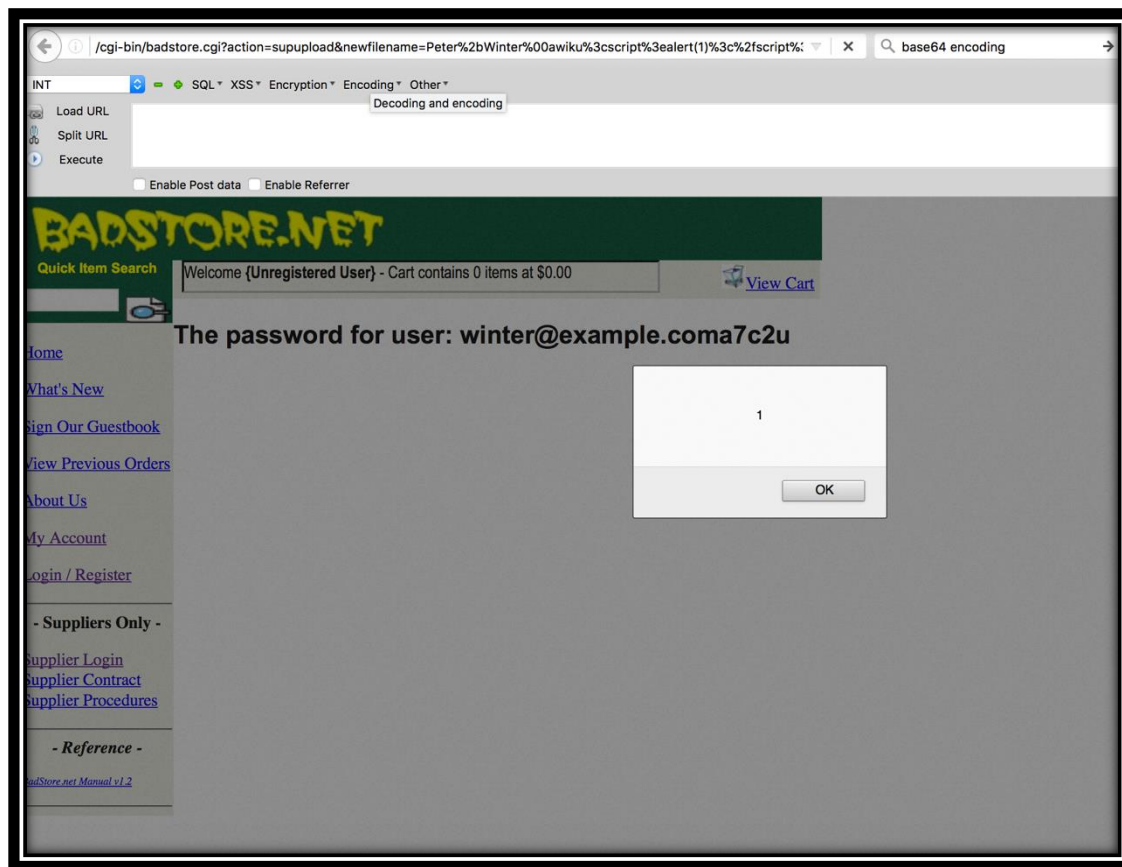 /cgi-bin/badstore.cgi?action=supupload&newfilename=Peter%2bWinter%00awiku%3cscript%3ealert(1)%3c%2fscript%
base64 encoding
INT
SQL XSS Encryption Encoding Other
Decoding and encoding
Load URL
Split URL
Execute
Enable Post data Enable Referrer
BADSTORE.NET
Quick Item Search
Welcome {Unregistered User} - Cart contains 0 items at $0.00
View Cart
The password for user: winter@example.coma7c2u
1
OK
Home
What's New
Sign Our Guestbook
View Previous Orders
About Us
My Account
Login / Register
- Suppliers Only -
Supplier Login
Supplier Contract
Supplier Procedures
- Reference -
BadStore.net Manual v1.2